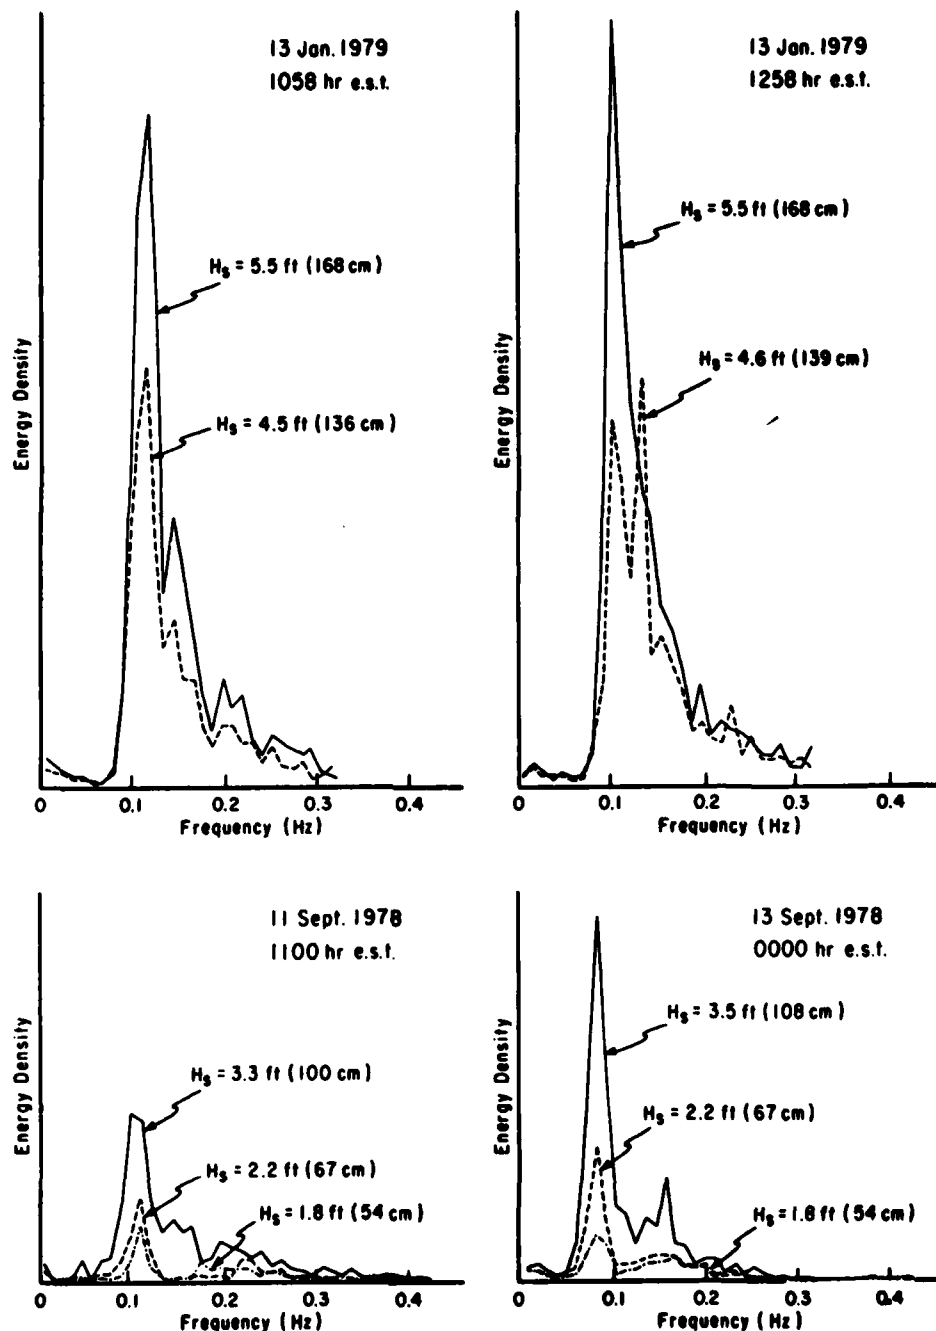 13 Jan. 1979
1058 hr e.s.t.
Hs = 5.5 ft (168 cm)
Hs = 4.5 ft (136 cm)
Energy Density
0 0.1 0.2 0.3 0.4
Frequency (Hz)
13 Jan. 1979
1258 hr e.s.t.
Hs = 5.5 ft (168 cm)
Hs = 4.6 ft (139 cm)
Energy Density
0 0.1 0.2 0.3 0.4
Frequency (Hz)
11 Sept. 1978
1100 hr e.s.t.
Hs = 3.3 ft (100 cm)
Hs = 2.2 ft (67 cm)
Hs = 1.8 ft (54 cm)
Energy Density
0 0.1 0.2 0.3 0.4
Frequency (Hz)
13 Sept. 1978
0000 hr e.s.t.
Hs = 3.5 ft (108 cm)
Hs = 2.2 ft (67 cm)
Hs = 1.8 ft (54 cm)
Energy Density
0 0.1 0.2 0.3 0.4
Frequency (Hz)